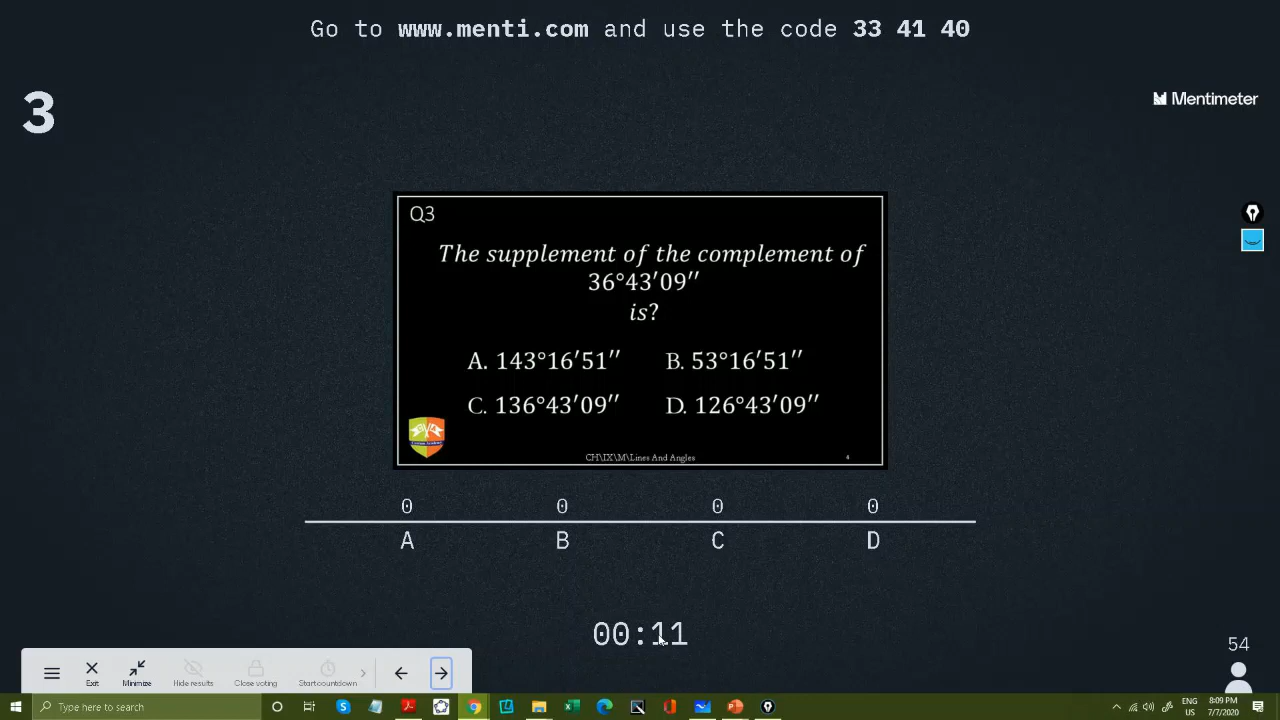 Go to www.menti.com and use the code 33 41 40
3
Mentimeter
Q3
The supplement of the complement of
36°43′09′′
is?
A. 143°16′51′′ B. 53°16′51′′
C. 136°43′09′′ D. 126°43′09′′
CH\IX\M\Lines And Angles 4
0 0 0 0
A B C D
00:11
54
Exit Minimize Hide results Close voting Start countdown
Type here to search
ENG
US
8:09 PM
7/7/2020